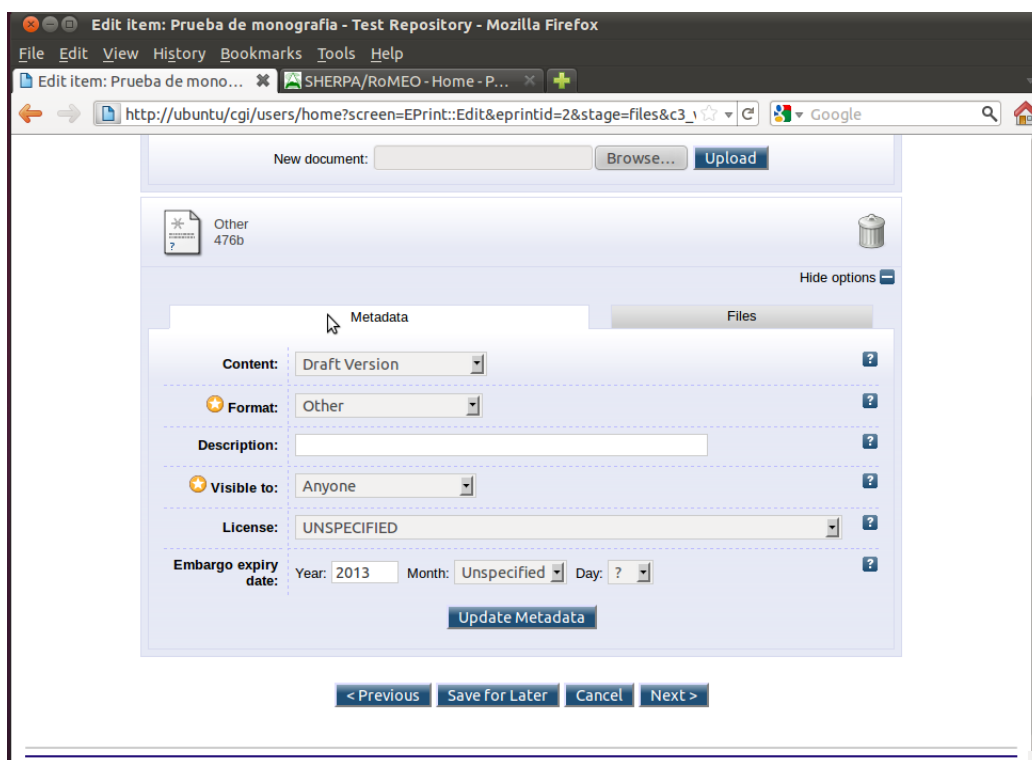 Edit item: Prueba de monografia - Test Repository - Mozilla Firefox
File Edit View History Bookmarks Tools Help
Edit item: Prueba de mono... SHERPA/RoMEO - Home - P...
http://ubuntu/cgi/users/home?screen=EPrint::Edit&eprintid=2&stage=files&c3_ Google
New document: Browse... Upload
Other
476b
Hide options
Metadata Files
Content: Draft Version ?
Format: Other ?
Description: ?
Visible to: Anyone ?
License: UNSPECIFIED ?
Embargo expiry
date: Year: 2013 Month: Unspecified Day: ? ?
Update Metadata
< Previous Save for Later Cancel Next >